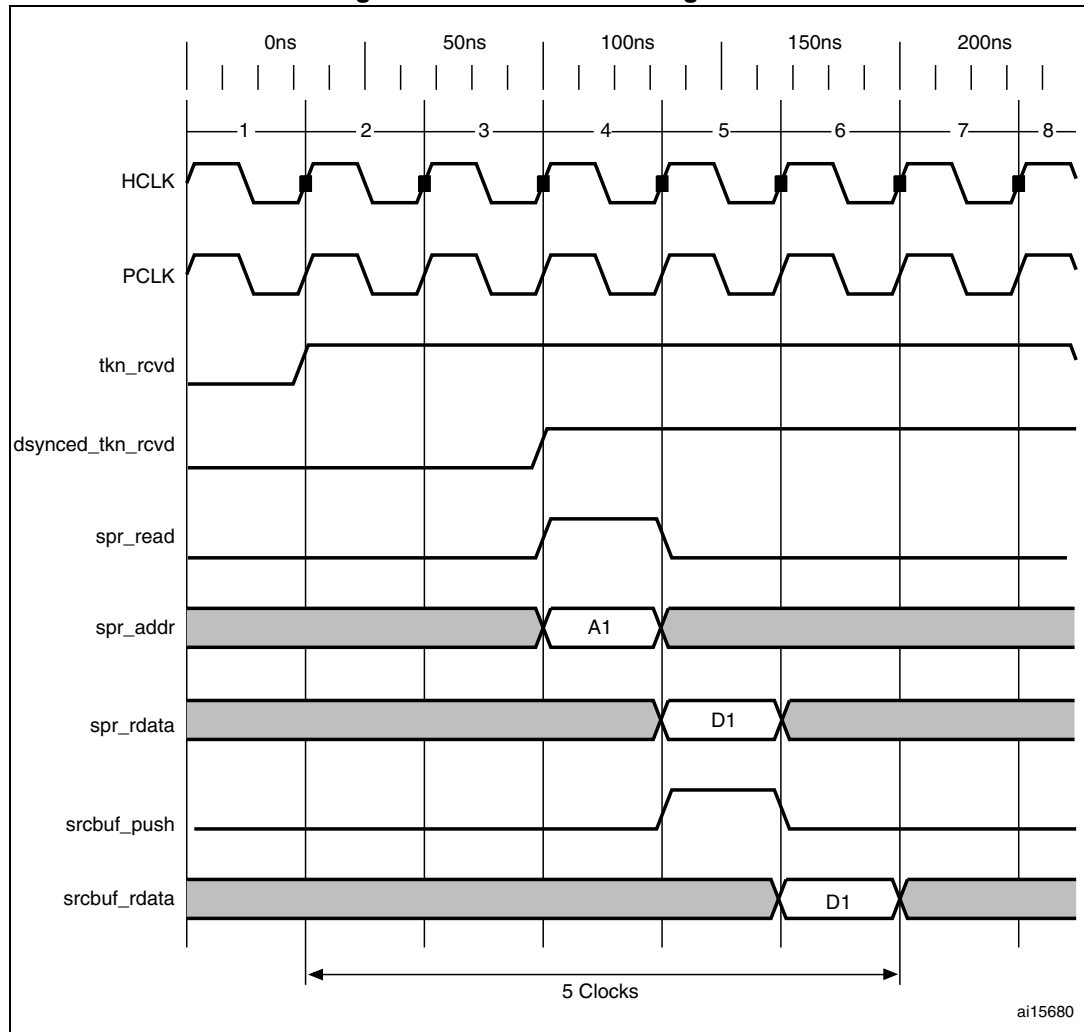 0ns 50ns 100ns 150ns 200ns
1 2 3 4 5 6 7 8
HCLK
PCLK
tkn_rcvd
dsynced_tkn_rcvd
spr_read
spr_addr A1
spr_rdata D1
srcbuf_push
srcbuf_rdata D1
5 Clocks
ai15680